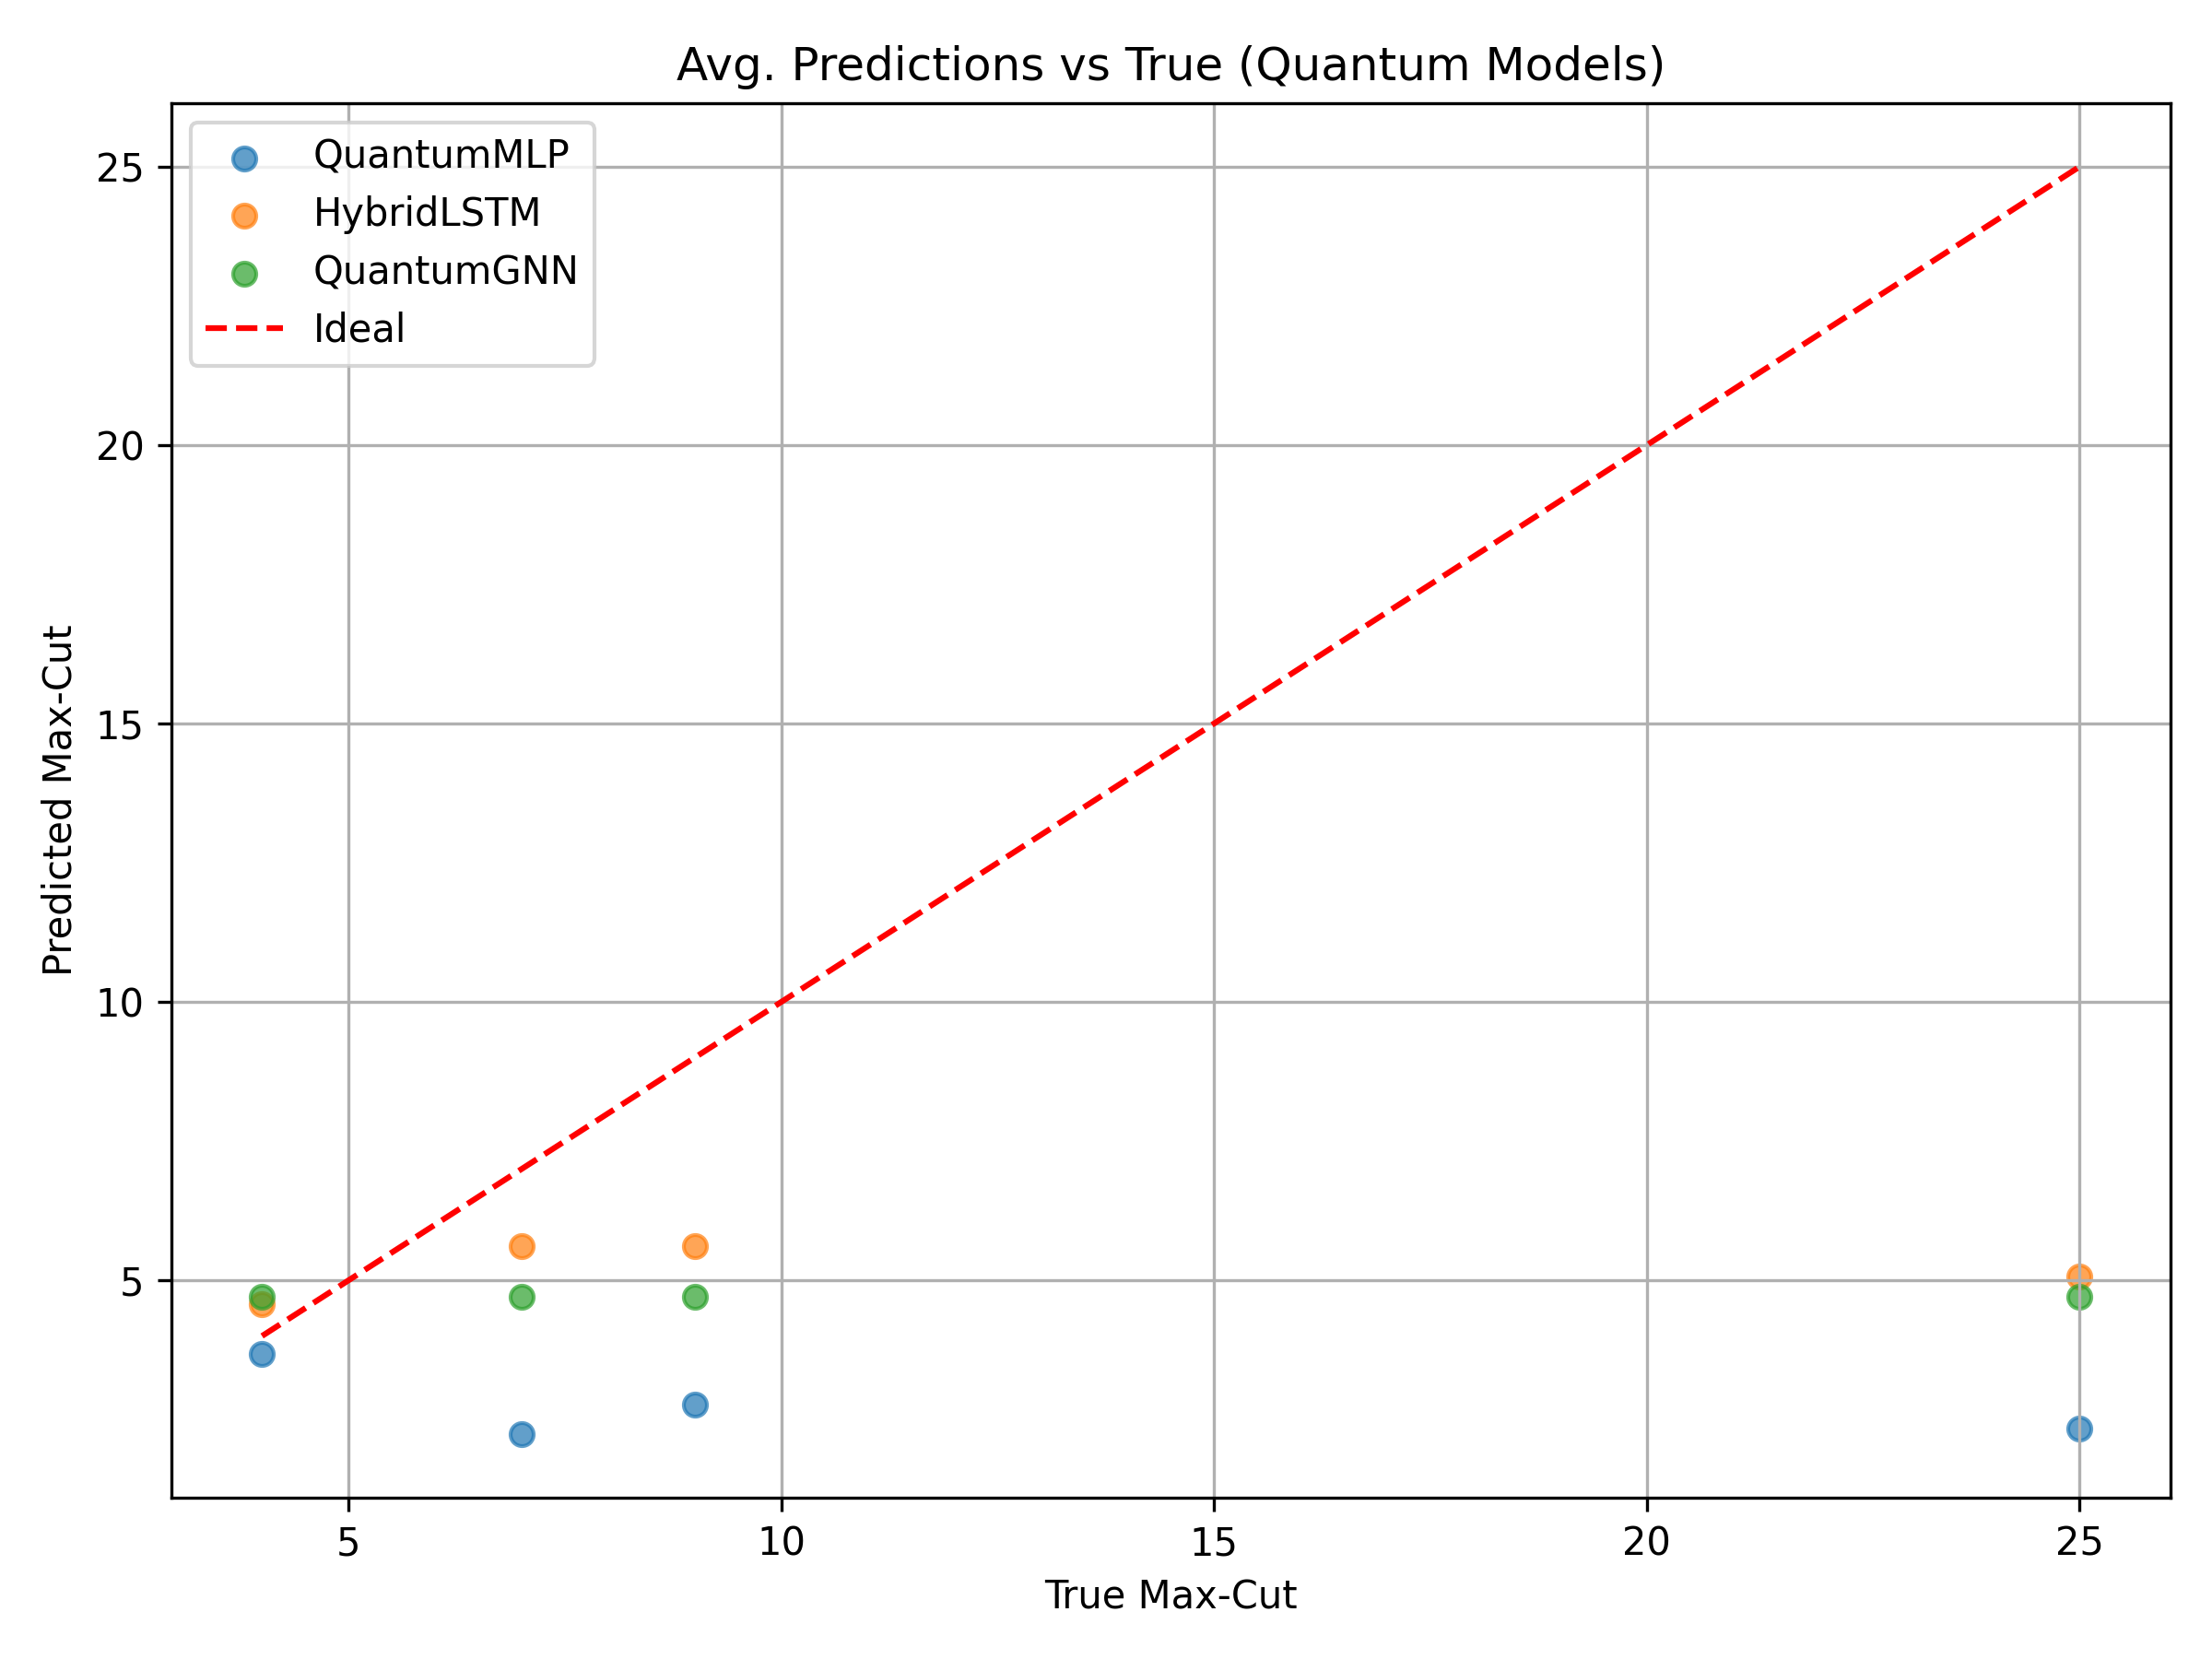 Avg. Predictions vs True (Quantum Models)
QuantumMLP
HybridLSTM
QuantumGNN
Ideal
25
20
15
10
5
Predicted Max-Cut
5
10
15
20
25
True Max-Cut